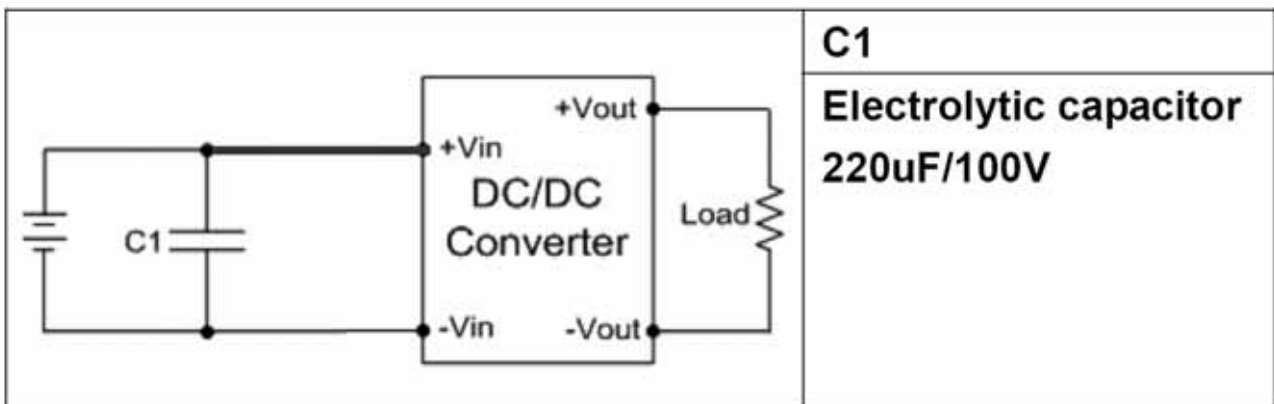 C1
Electrolytic capacitor
220uF/100V
+Vout
+Vin
DC/DC
Converter
Load
C1
-Vin
-Vout